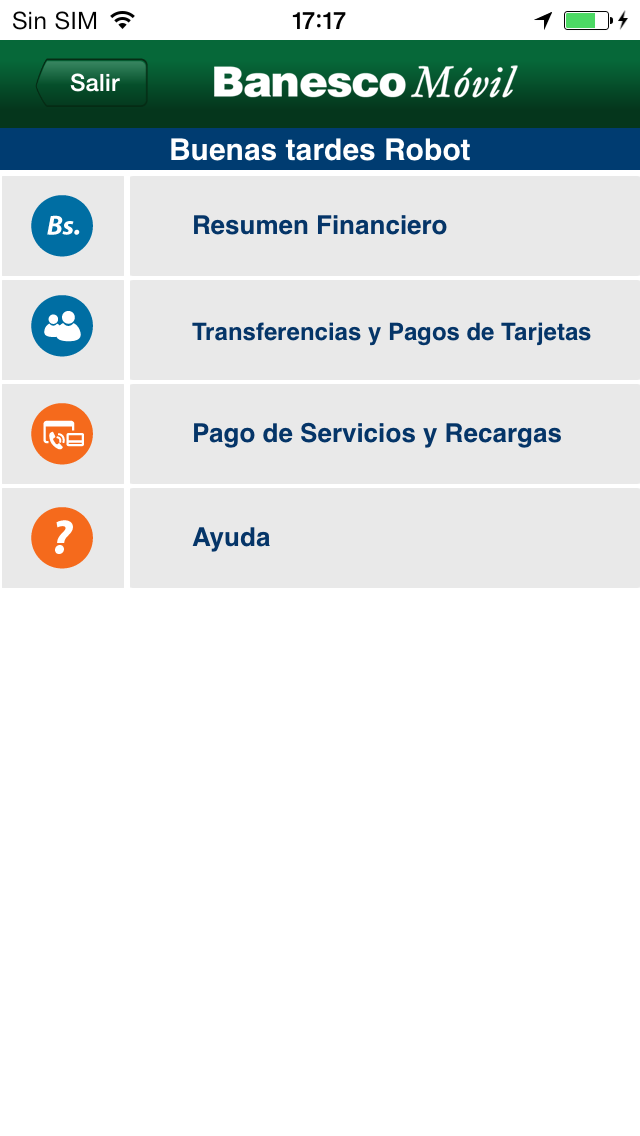 Sin SIM 17:17
Salir Banesco Móvil
Buenas tardes Robot
Bs. Resumen Financiero
Transferencias y Pagos de Tarjetas
Pago de Servicios y Recargas
? Ayuda